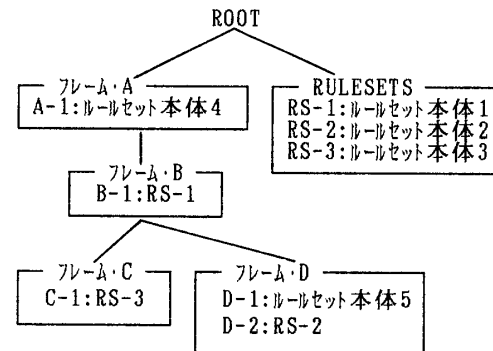 ROOT
フレーム・A
A-1:ルールセット本体4
RULESETS
RS-1:ルールセット本体1
RS-2:ルールセット本体2
RS-3:ルールセット本体3
フレーム・B
B-1:RS-1
フレーム・C
C-1:RS-3
フレーム・D
D-1:ルールセット本体5
D-2:RS-2